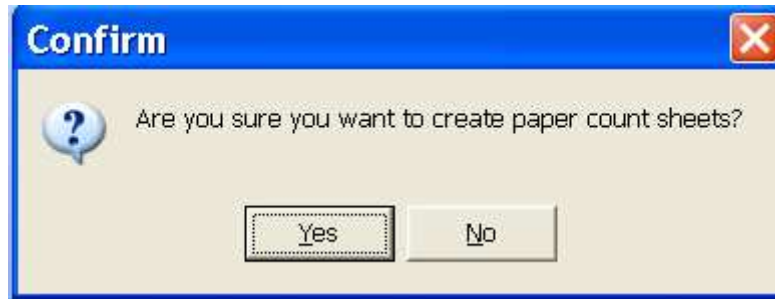 Confirm
Are you sure you want to create paper count sheets?
Yes No